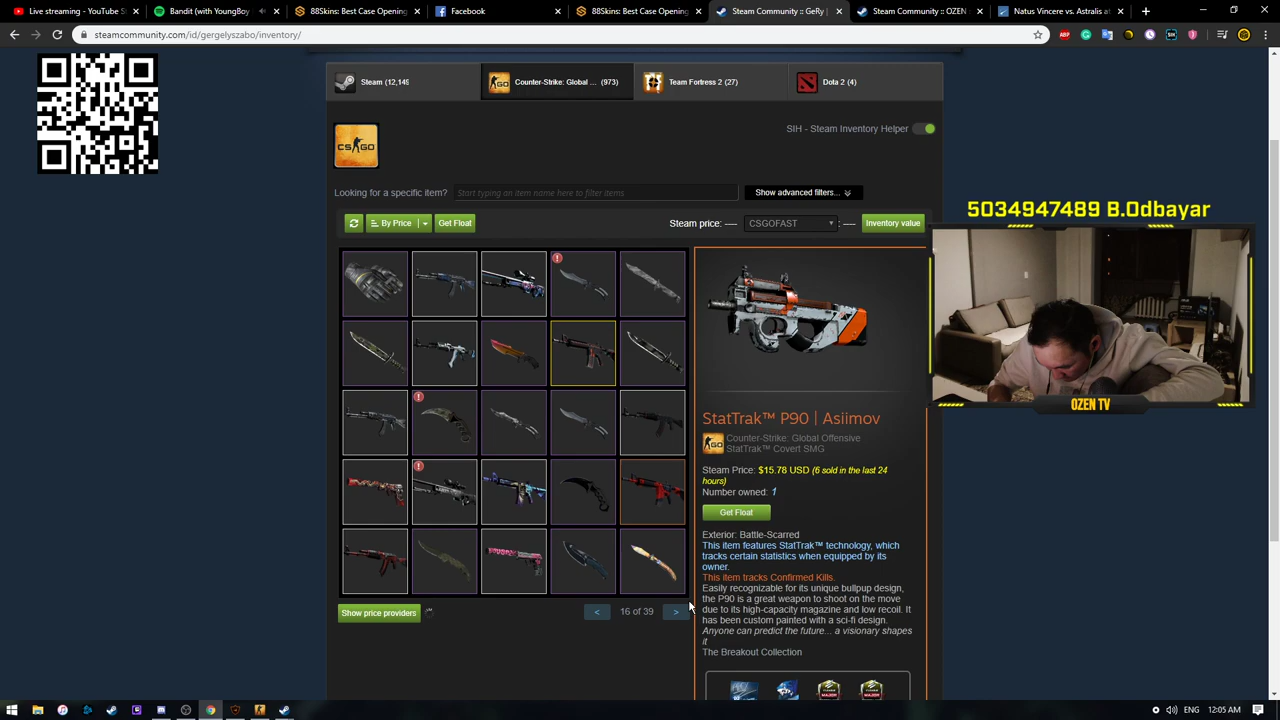 Live stream from Y
Bandit (with YoungBoy
88Skins: Best Case Opening
Facebook
88Skins: Best Case Opening
Steam Community :: GeRy
Steam Community :: OZEN
Natus Vincere vs. Astralis at
steamcommunity.com/id/gergelyszabo/inventory/
Steam (12,149
Counter-Strike: Global ... (973)
Team Fortress 2 (27)
Dota 2 (4)
CS:GO
SIH - Steam Inventory Helper
Looking for a specific item?
Start typing an item name here to filter items
Show advanced filters...
By Price
Get Float
Steam price: —
CSGOFAST
: —
Inventory value
5034947489 B.Odbayar
StatTrak™ P90 | Asiimov
Counter-Strike: Global Offensive
StatTrak™ Covert SMG
Steam Price: $15.78 USD (6 sold in the last 24
hours)
Number owned: 1
Get Float
Exterior: Battle-Scarred
This item features StatTrak™ technology, which
tracks certain statistics when equipped by its
owner.
This item tracks Confirmed Kills.
Easily recognizable for its unique bullpup design,
the P90 is a great weapon to shoot on the move
due to its high-capacity magazine and low recoil. It
has been custom painted with a sci-fi design.
Anyone can predict the future... a visionary shapes
it
The Breakout Collection
OZEN TV
Show price providers
<
16 of 39
>
ENG
12:05 AM